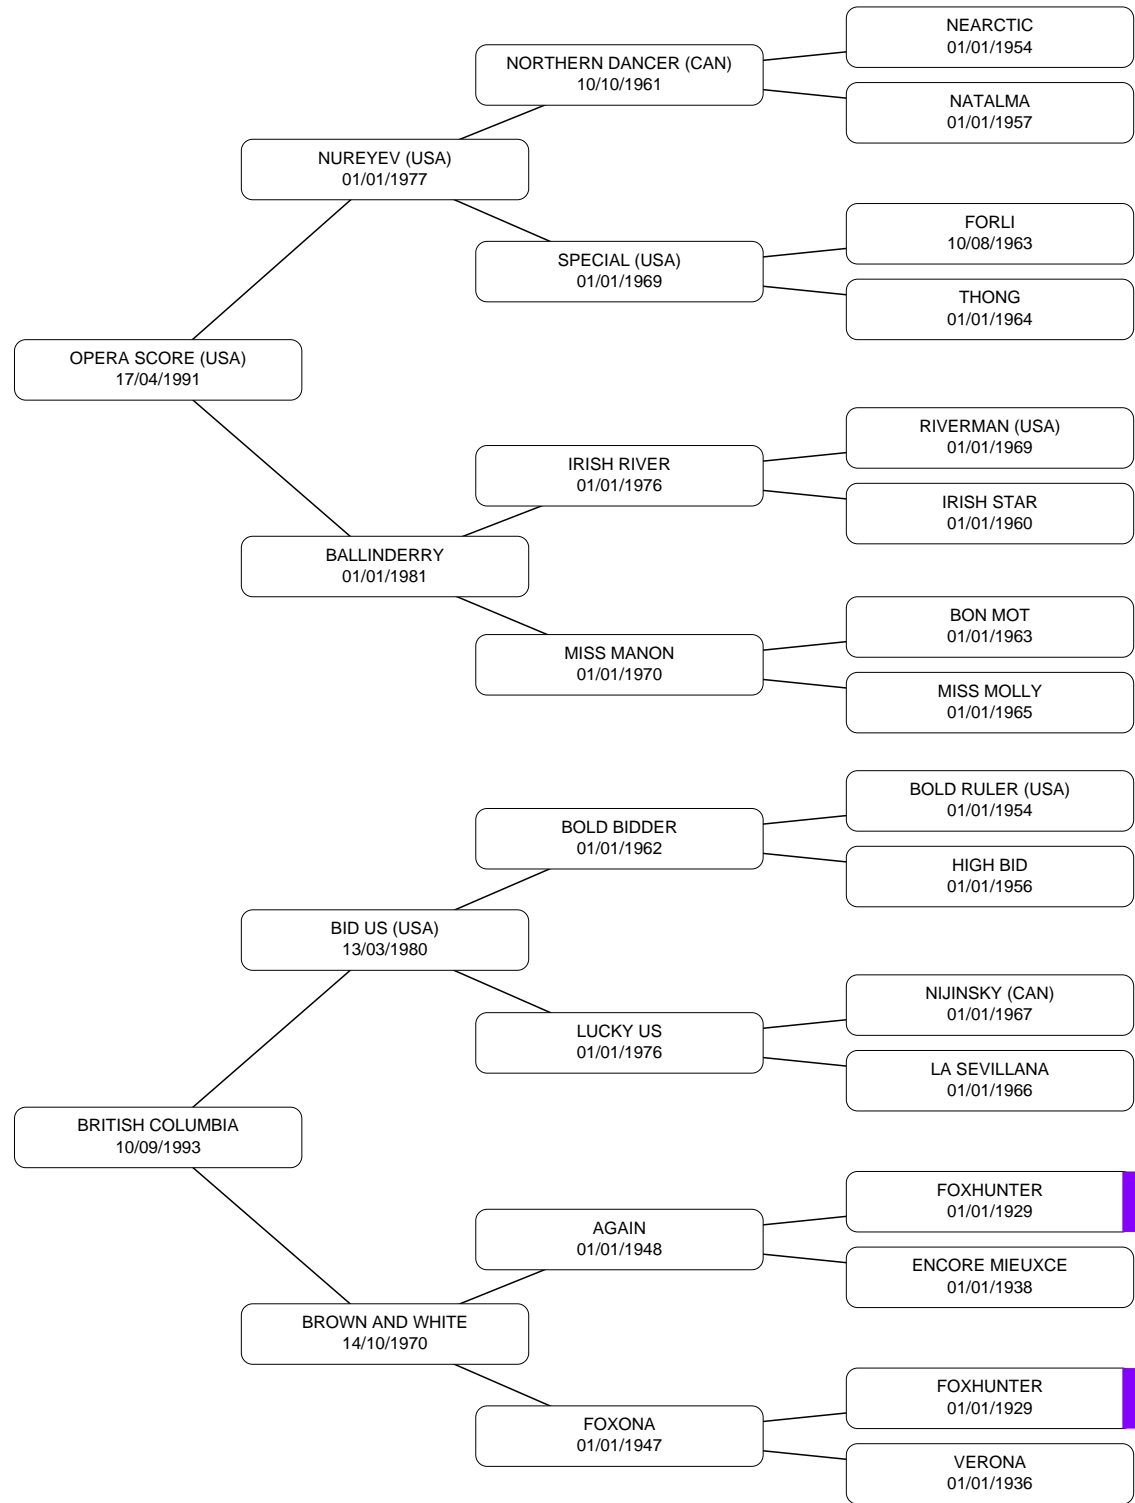 NEARCTIC
01/01/1954
NORTHERN DANCER (CAN)
10/10/1961
NATALMA
01/01/1957
NUREYEV (USA)
01/01/1977
FORLI
10/08/1963
SPECIAL (USA)
01/01/1969
THONG
01/01/1964
OPERA SCORE (USA)
17/04/1991
RIVERMAN (USA)
01/01/1969
IRISH RIVER
01/01/1976
IRISH STAR
01/01/1960
BALLINDERRY
01/01/1981
BON MOT
01/01/1963
MISS MANON
01/01/1970
MISS MOLLY
01/01/1965
BOLD RULER (USA)
01/01/1954
BOLD BIDDER
01/01/1962
HIGH BID
01/01/1956
BID US (USA)
13/03/1980
NIJINSKY (CAN)
01/01/1967
LUCKY US
01/01/1976
LA SEVILLANA
01/01/1966
BRITISH COLUMBIA
10/09/1993
FOXHUNTER
01/01/1929
AGAIN
01/01/1948
ENCORE MIEUXCE
01/01/1938
BROWN AND WHITE
14/10/1970
FOXHUNTER
01/01/1929
FOXONA
01/01/1947
VERONA
01/01/1936